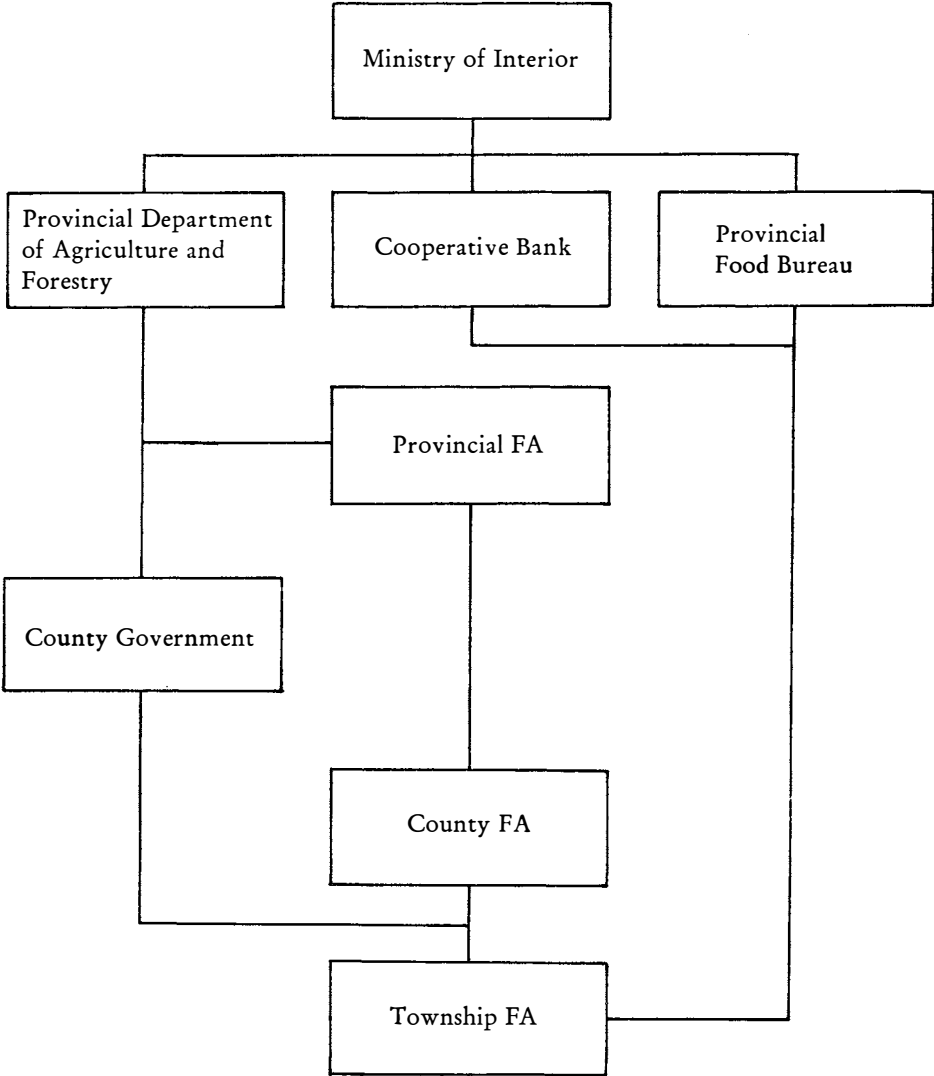 Ministry of Interior
Provincial Department
of Agriculture and
Forestry
Cooperative Bank
Provincial
Food Bureau
Provincial FA
County Government
County FA
Township FA